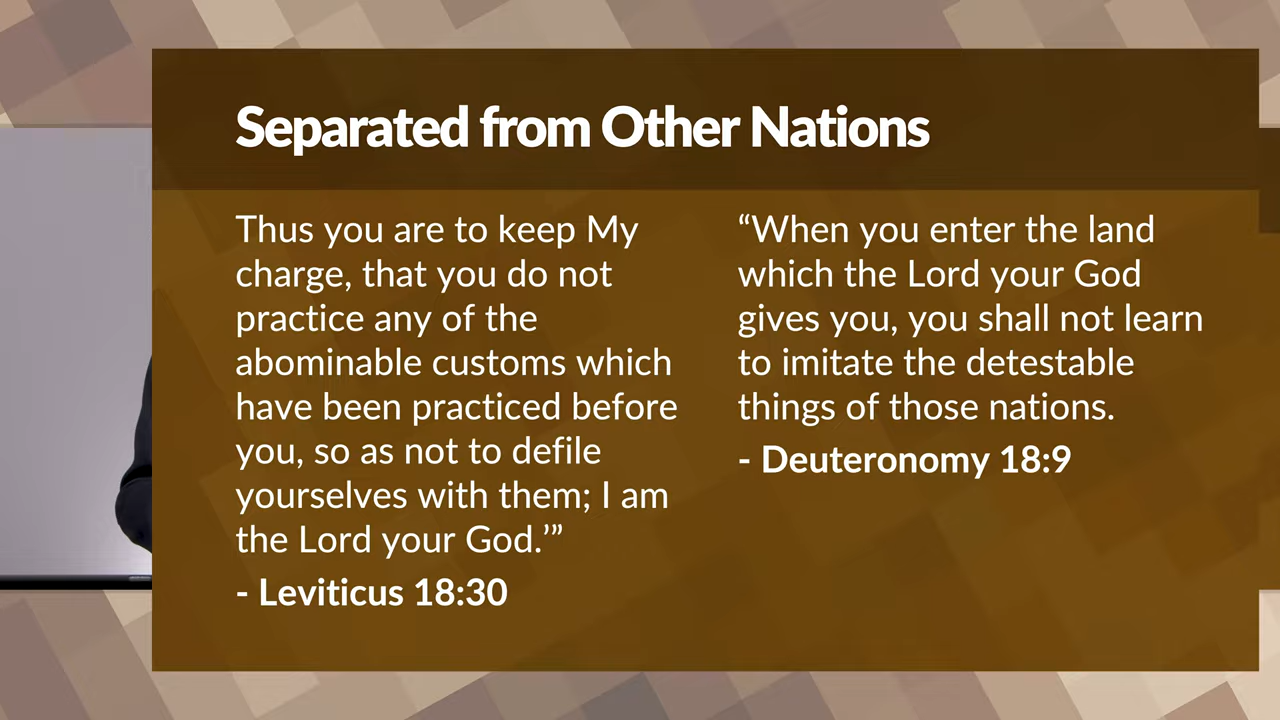 Separated from Other Nations
Thus you are to keep My
charge, that you do not
practice any of the
abominable customs which
have been practiced before
you, so as not to defile
yourselves with them; I am
the Lord your God.’”
- Leviticus 18:30
“When you enter the land
which the Lord your God
gives you, you shall not learn
to imitate the detestable
things of those nations.
- Deuteronomy 18:9